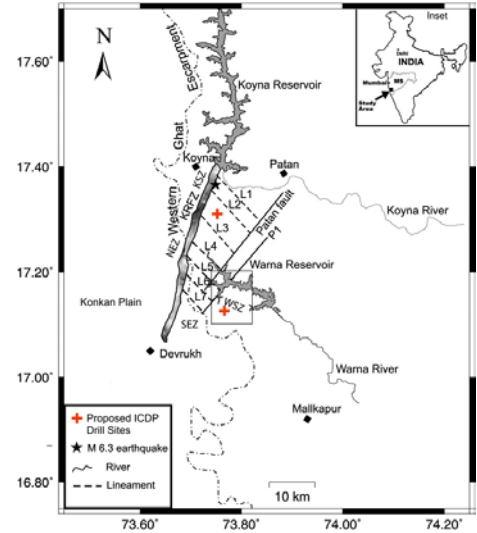 17.60
17.40
17.20
17.00
16.80
73.60
73.80
74.00
74.20
N
Western Ghat Escarpment
Koyna Reservoir
Inset
Delhi
INDIA
Mumbai
MS
Study
Area
Koyna
Patan
KSZ
KRFZ
NEZ
L1
L2
L3
L4
L5
L6
L7
Patan fault
P1
Koyna River
Warna Reservoir
WSZ
SEZ
Konkan Plain
Devrukh
Warna River
Mallkapur
Proposed ICDP
Drill Sites
M 6.3 earthquake
River
Lineament
10 km